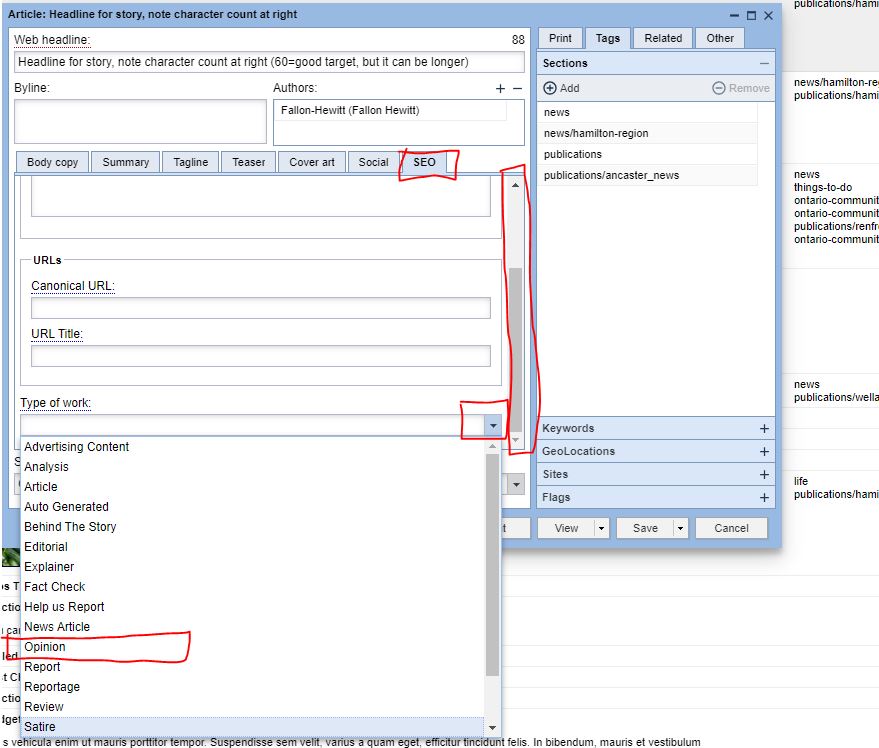 Article: Headline for story, note character count at right
Web headline: 88
Headline for story, note character count at right (60=good target, but it can be longer)
Byline: Authors:
Fallon-Hewitt (Fallon Hewitt)
Body copy Summary Tagline Teaser Cover art Social SEO
URLs
Canonical URL:
URL Title:
Type of work:
Advertising Content
Analysis
Article
Auto Generated
Behind The Story
Editorial
Explainer
Fact Check
Help us Report
News Article
Opinion
Report
Reportage
Review
Satire
Print Tags Related Other
Sections
Add Remove
news
news/hamilton-region
publications
publications/ancaster_news
Keywords
GeoLocations
Sites
Flags
View Save Cancel
publications/hami
news/hamilton-re
publications/hami
news
things-to-do
ontario-communit
publications/renfr
ontario-communit
news
publications/wella
life
publications/hami
s vehicula enim ut mauris porttitor tempor. Suspendisse sem velit, varius a quam eget, efficitur tincidunt felis. In bibendum, mauris et vestibulum